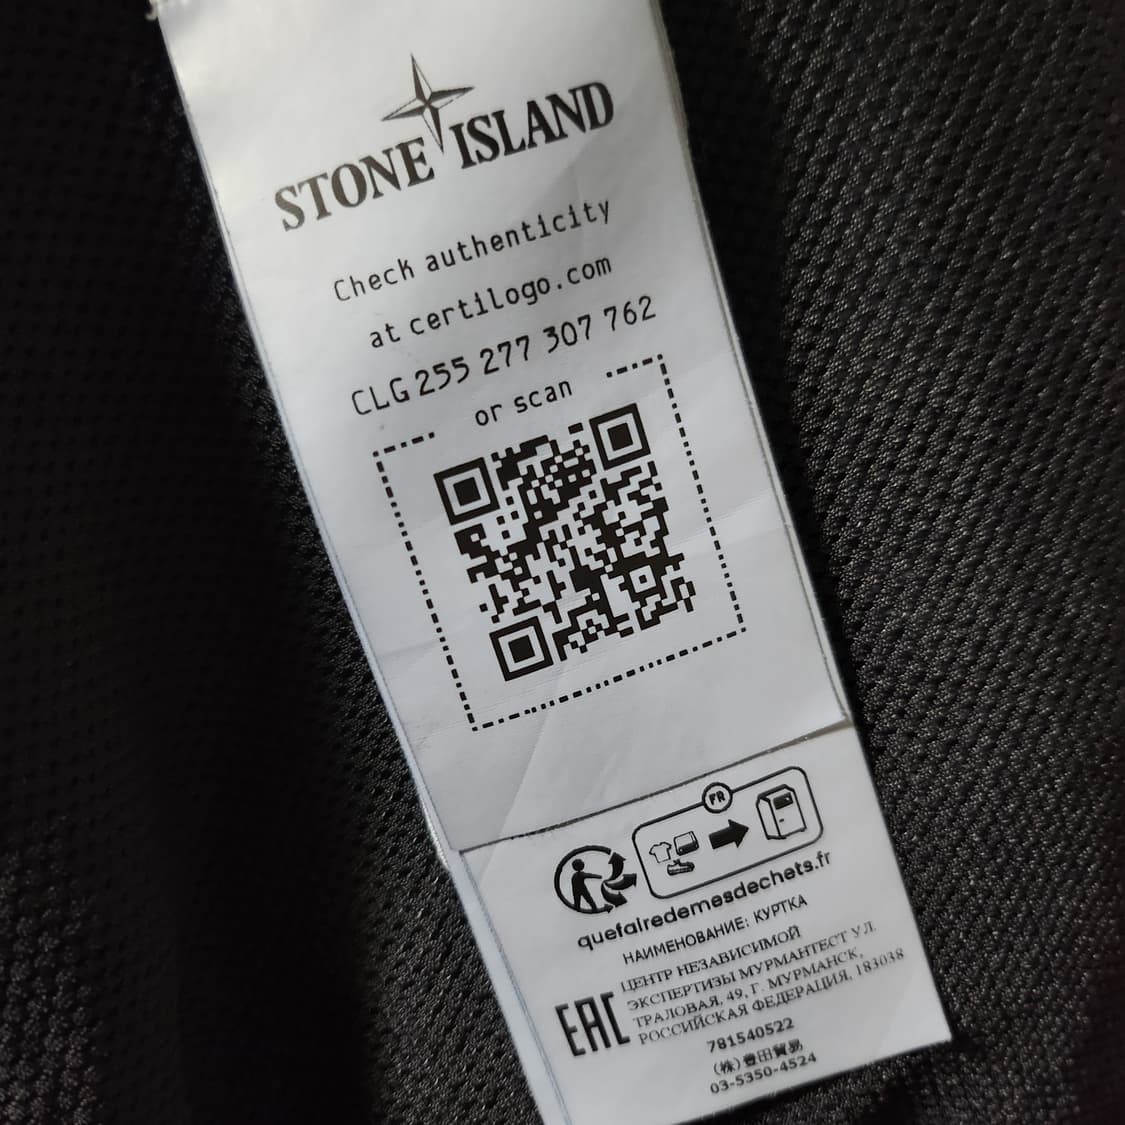 STONE ISLAND
Check authenticity
at certilogo.com
CLG 255 277 307 762
or scan
FR
quefairedemesdechets.fr
НАИМЕНОВАНИЕ: КУРТКА
ЦЕНТР НЕЗАВИСИМОЙ
ЭКСПЕРТИЗЫ МУРМАНТЕСТ УЛ.
ТРАЛОВАЯ, 49, Г. МУРМАНСК,
РОССИЙСКАЯ ФЕДЕРАЦИЯ, 183038
EAC
781540522
(株)豊田貿易
03-5350-4524